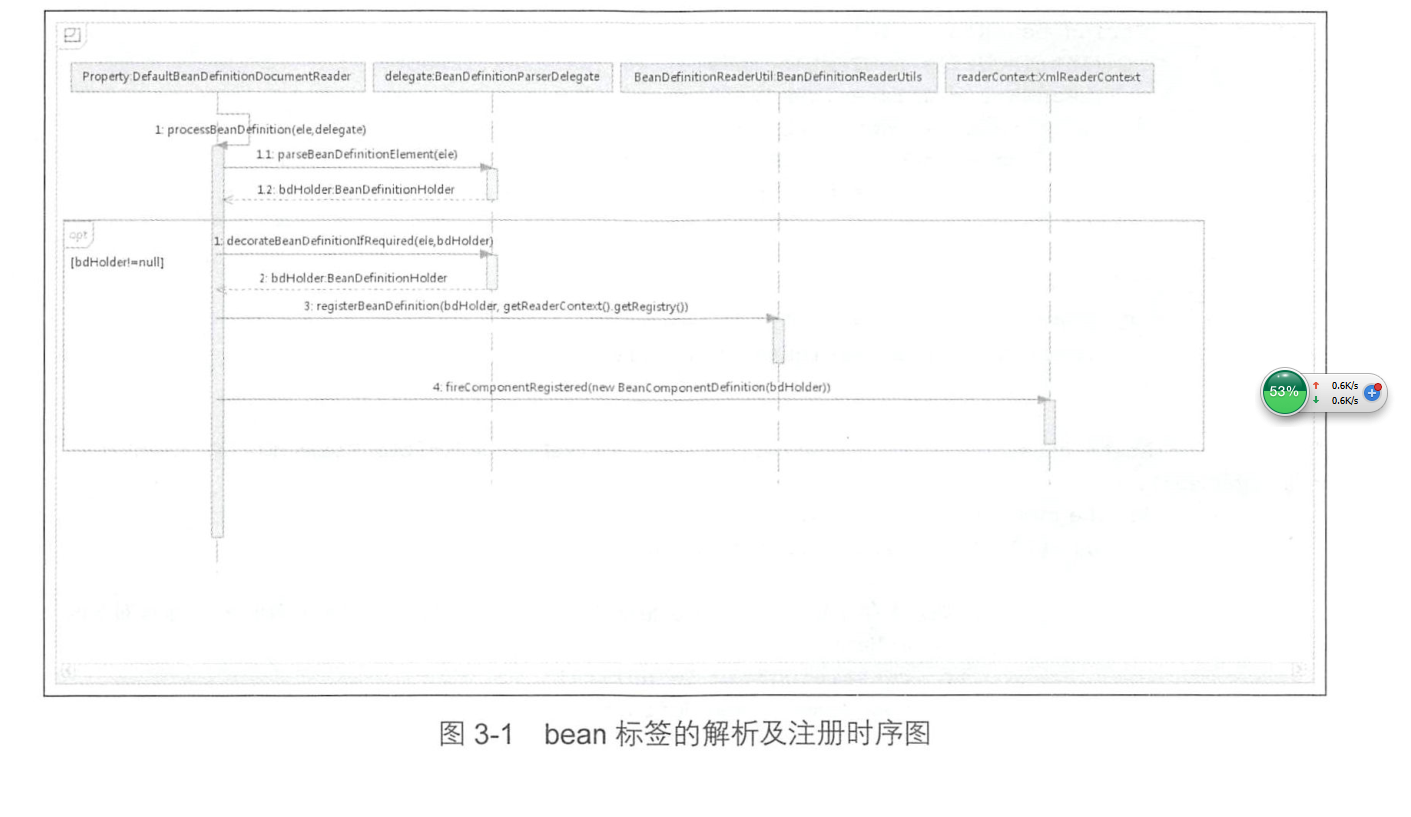 Property:DefaultBeanDefinitionDocumentReader
delegate:BeanDefinitionParserDelegate
BeanDefinitionReaderUtil:BeanDefinitionReaderUtils
readerContext:XmlReaderContext
1: processBeanDefinition(ele,delegate)
1.1: parseBeanDefinitionElement(ele)
1.2: bdHolder:BeanDefinitionHolder
opt
1: decorateBeanDefinitionIfRequired(ele,bdHolder)
[bdHolder!=null]
2: bdHolder:BeanDefinitionHolder
3: registerBeanDefinition(bdHolder, getReaderContext().getRegistry())
4: fireComponentRegistered(new BeanComponentDefinition(bdHolder))
53%
↑ 0.6K/s
↓ 0.6K/s
图 3-1 bean 标签的解析及注册时序图